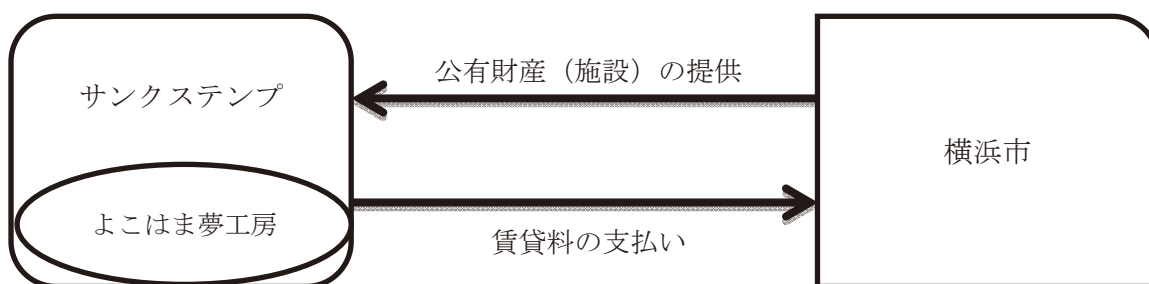 公有財産（施設）の提供
サンクステンプ
横浜市
よこはま夢工房
賃貸料の支払い